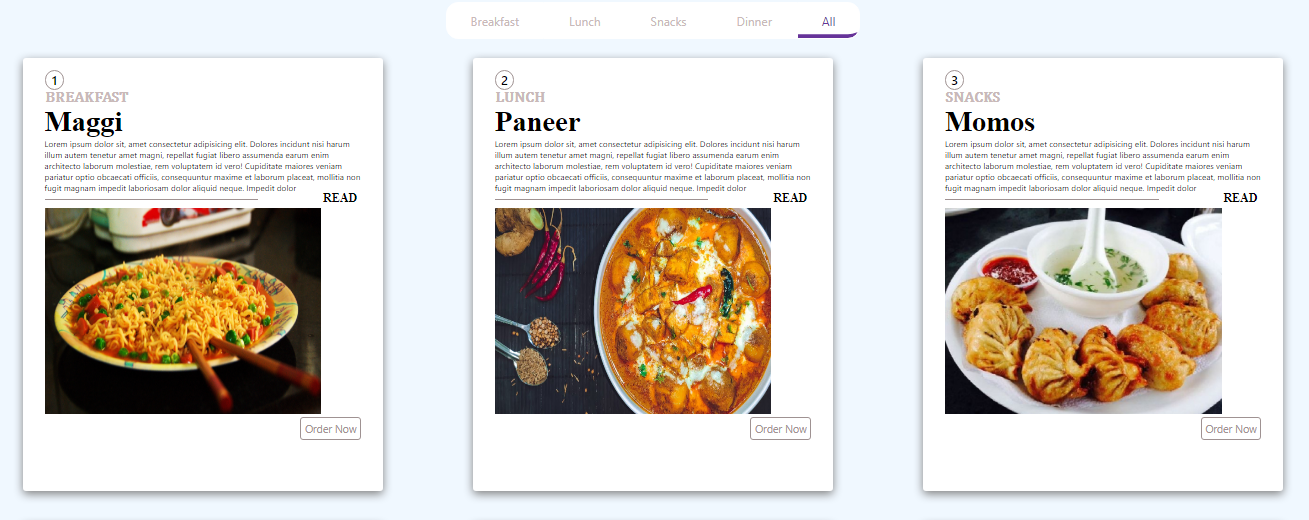 Breakfast Lunch Snacks Dinner All
1
BREAKFAST
Maggi
Lorem ipsum dolor sit, amet consectetur adipisicing elit. Dolores incidunt nisi harum
illum autem tenetur amet magni, repellat fugiat libero assumenda earum enim
architecto laborum molestiae, rem voluptatem id vero! Cupiditate maiores veniam
pariatur optio obcaecati officiis, consequuntur maxime et laborum placeat, mollitia non
fugit magnam impedit laboriosam dolor aliquid neque. Impedit dolor
READ
Order Now
2
LUNCH
Paneer
Lorem ipsum dolor sit, amet consectetur adipisicing elit. Dolores incidunt nisi harum
illum autem tenetur amet magni, repellat fugiat libero assumenda earum enim
architecto laborum molestiae, rem voluptatem id vero! Cupiditate maiores veniam
pariatur optio obcaecati officiis, consequuntur maxime et laborum placeat, mollitia non
fugit magnam impedit laboriosam dolor aliquid neque. Impedit dolor
READ
Order Now
3
SNACKS
Momos
Lorem ipsum dolor sit, amet consectetur adipisicing elit. Dolores incidunt nisi harum
illum autem tenetur amet magni, repellat fugiat libero assumenda earum enim
architecto laborum molestiae, rem voluptatem id vero! Cupiditate maiores veniam
pariatur optio obcaecati officiis, consequuntur maxime et laborum placeat, mollitia non
fugit magnam impedit laboriosam dolor aliquid neque. Impedit dolor
READ
Order Now